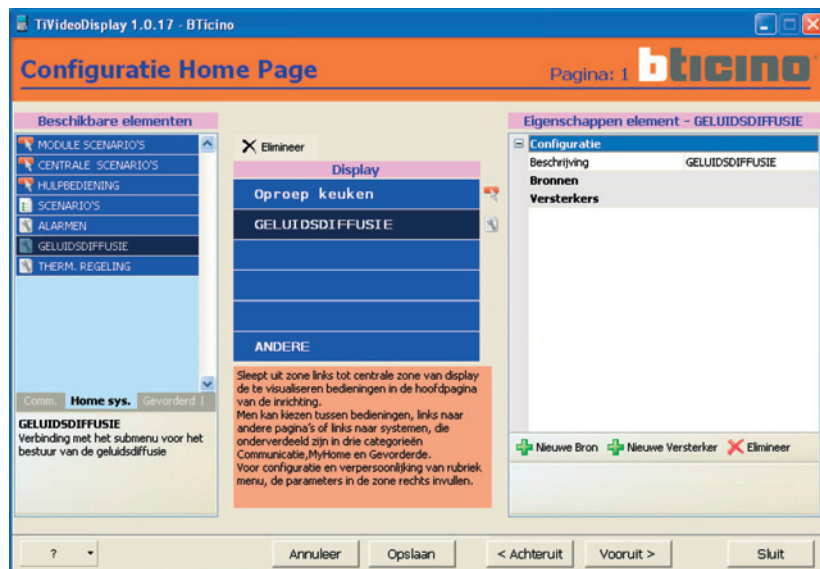 TiVideoDisplay 1.0.17 - BTicino
Configuratie Home Page
Pagina: 1
bticino
Beschikbare elementen
MODULE SCENARIO'S
CENTRALE SCENARIO'S
HULPBEDIENING
SCENARIO'S
ALARMEN
GELUIDSDIFFUSIE
THERM. REGELING
Comm. Home sys. Gevorderd
GELUIDSDIFFUSIE
Verbinding met het submenu voor het
bestuur van de geluidsdiffusie
Elimineer
Display
Oproep keuken
GELUIDSDIFFUSIE
ANDERE
Sleept uit zone links tot centrale zone van display
de te visualiseren bedieningen in de hoofdpagina
van de inrichting.
Men kan kiezen tussen bedieningen, links naar
andere pagina's of links naar systemen, die
onderverdeeld zijn in drie categorieën
Communicatie,MyHome en Gevorderde.
Voor configuratie en verpersoonlijking van rubriek
menu, de parameters in de zone rechts invullen.
Eigenschappen element - GELUIDSDIFFUSIE
Configuratie
Beschrijving GELUIDSDIFFUSIE
Bronnen
Versterkers
Nieuwe Bron Nieuwe Versterker Elimineer
? Annuleer Opslaan < Achteruit Vooruit > Sluit